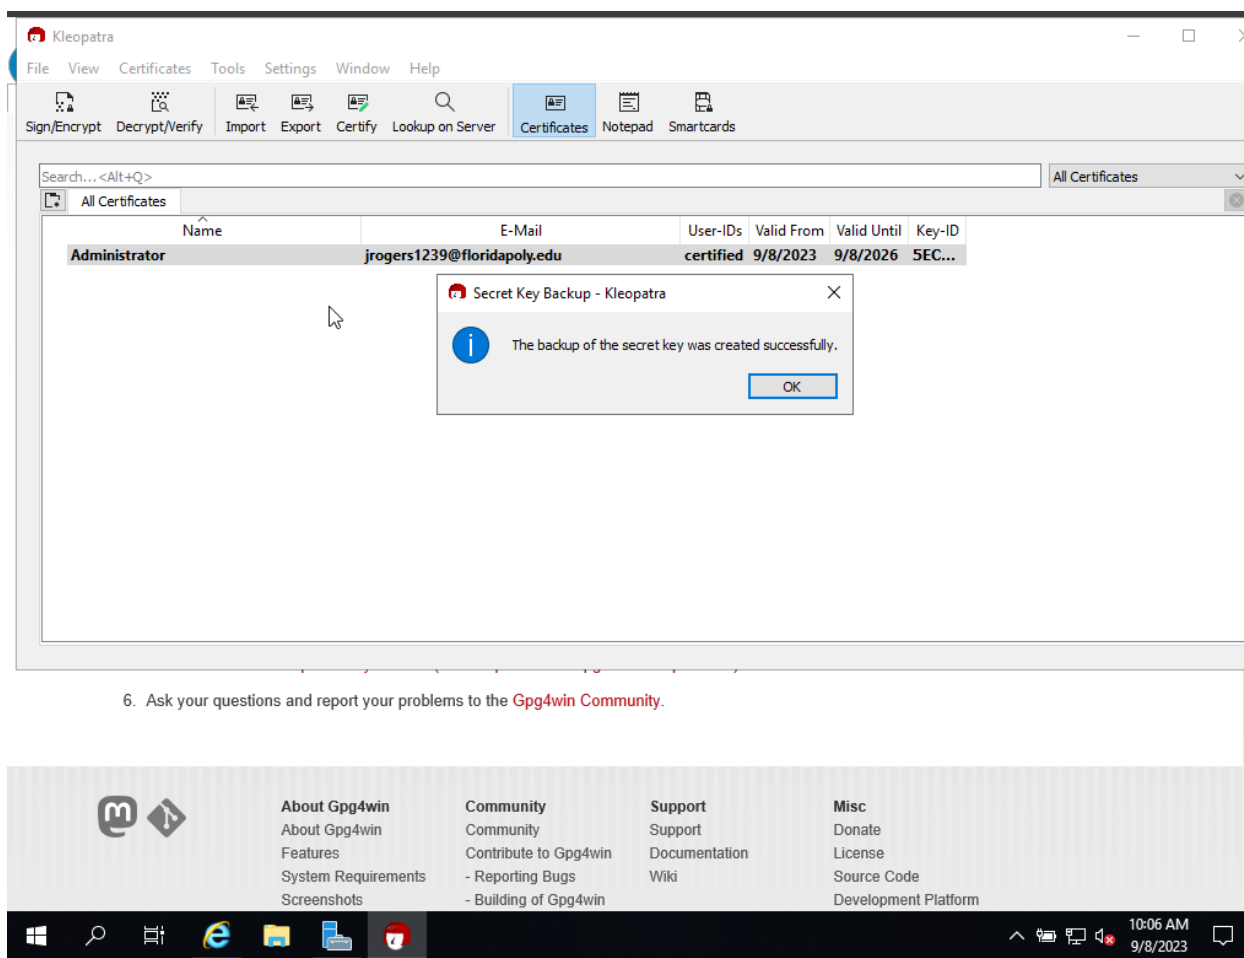 Kleopatra
File View Certificates Tools Settings Window Help
Sign/Encrypt Decrypt/Verify Import Export Certify Lookup on Server Certificates Notepad Smartcards
Search...<Alt+Q> All Certificates
All Certificates
Name E-Mail User-IDs Valid From Valid Until Key-ID
Administrator jrogers1239@floridapoly.edu certified 9/8/2023 9/8/2026 5EC...
Secret Key Backup - Kleopatra
The backup of the secret key was created successfully.
OK
6. Ask your questions and report your problems to the Gpg4win Community.
About Gpg4win Community Support Misc
About Gpg4win Community Support Donate
Features Contribute to Gpg4win Documentation License
System Requirements - Reporting Bugs Wiki Source Code
Screenshots - Building of Gpg4win Development Platform
10:06 AM
9/8/2023